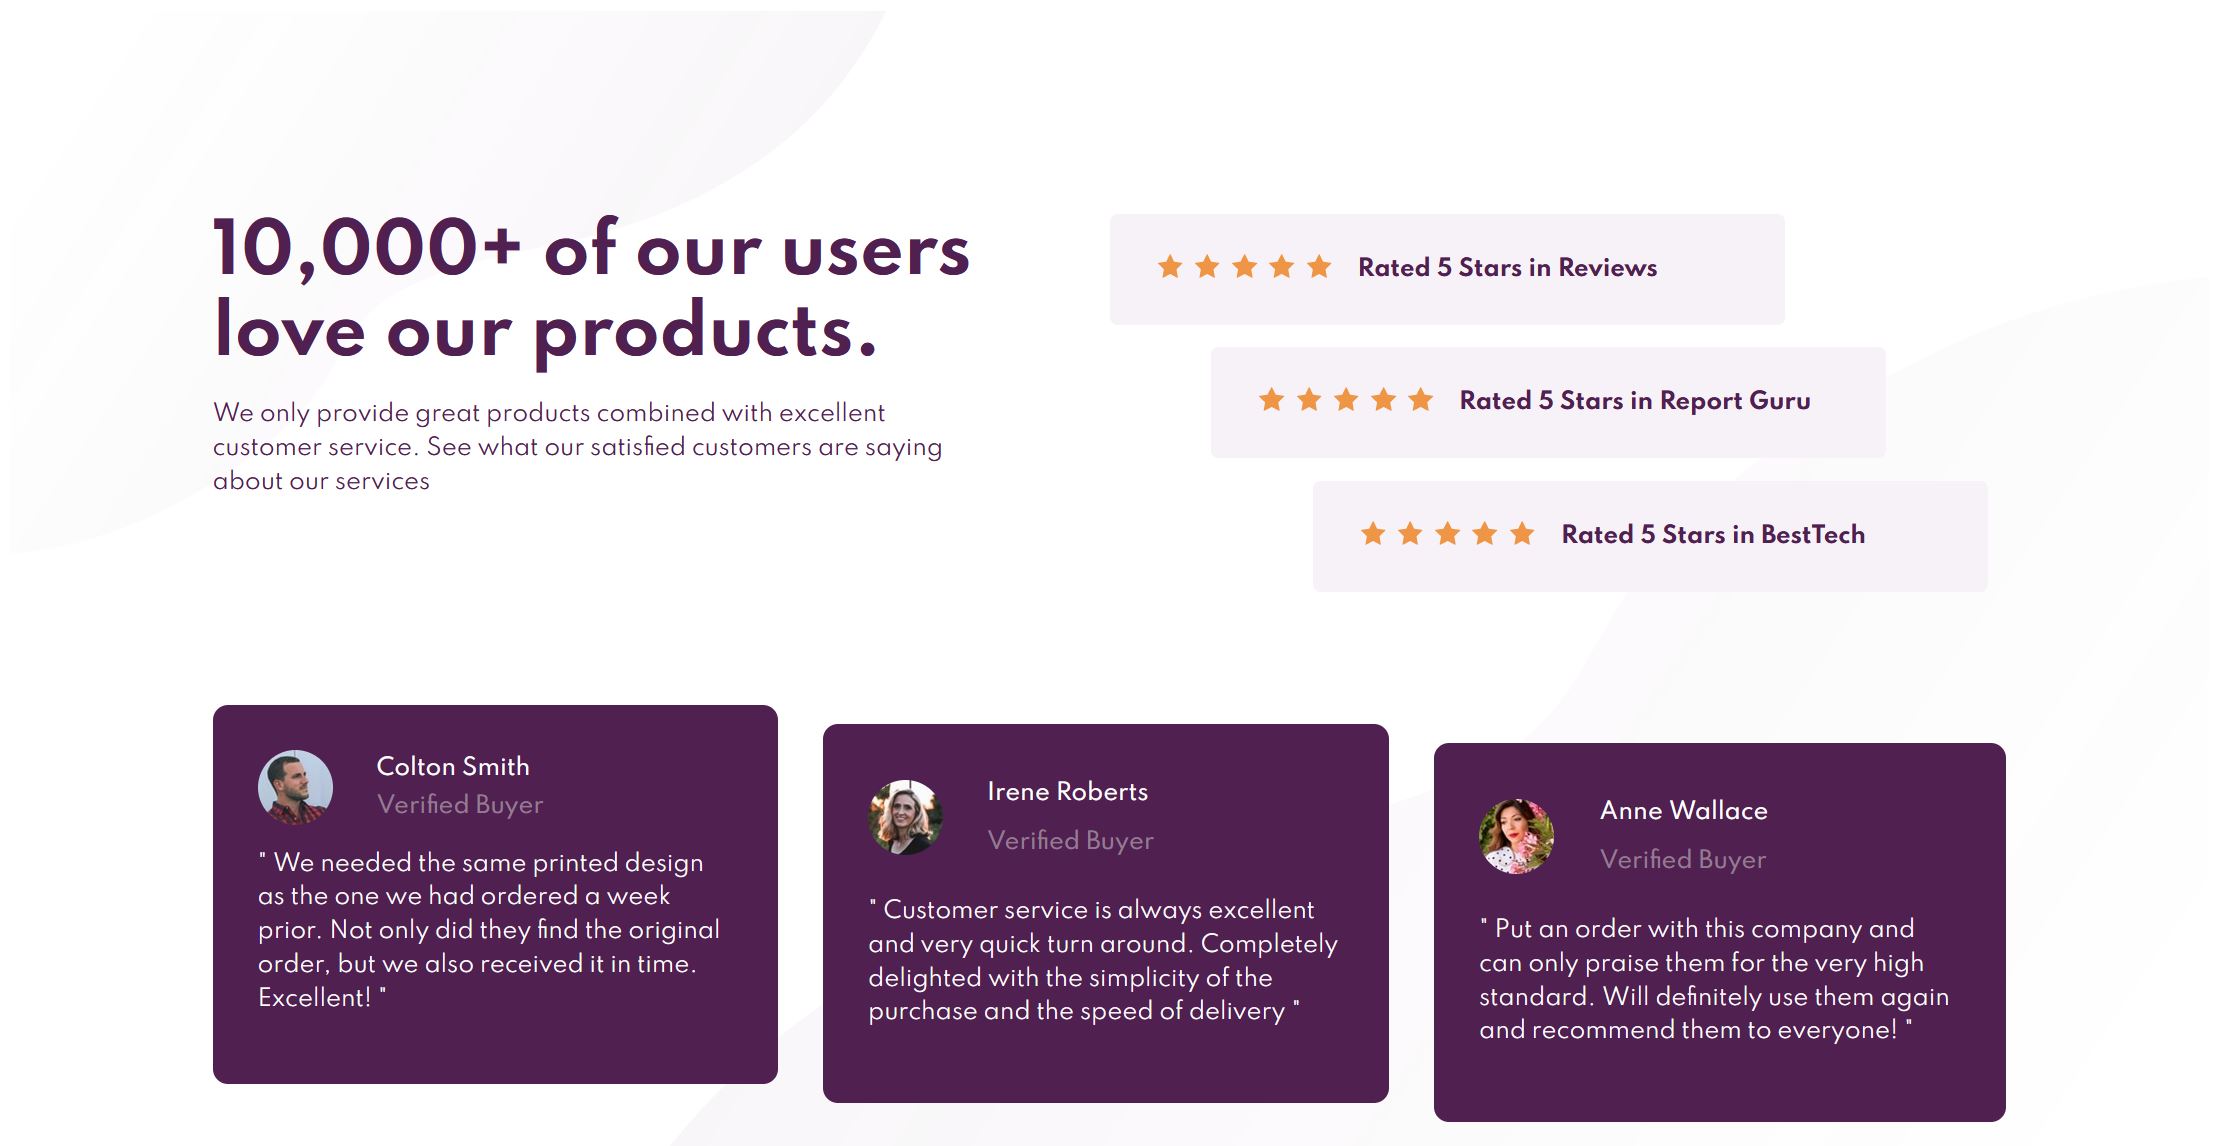 10,000+ of our users
love our products.
We only provide great products combined with excellent
customer service. See what our satisfied customers are saying
about our services
Rated 5 Stars in Reviews
Rated 5 Stars in Report Guru
Rated 5 Stars in BestTech
Colton Smith
Verified Buyer
" We needed the same printed design
as the one we had ordered a week
prior. Not only did they find the original
order, but we also received it in time.
Excellent! "
Irene Roberts
Verified Buyer
" Customer service is always excellent
and very quick turn around. Completely
delighted with the simplicity of the
purchase and the speed of delivery "
Anne Wallace
Verified Buyer
" Put an order with this company and
can only praise them for the very high
standard. Will definitely use them again
and recommend them to everyone! "